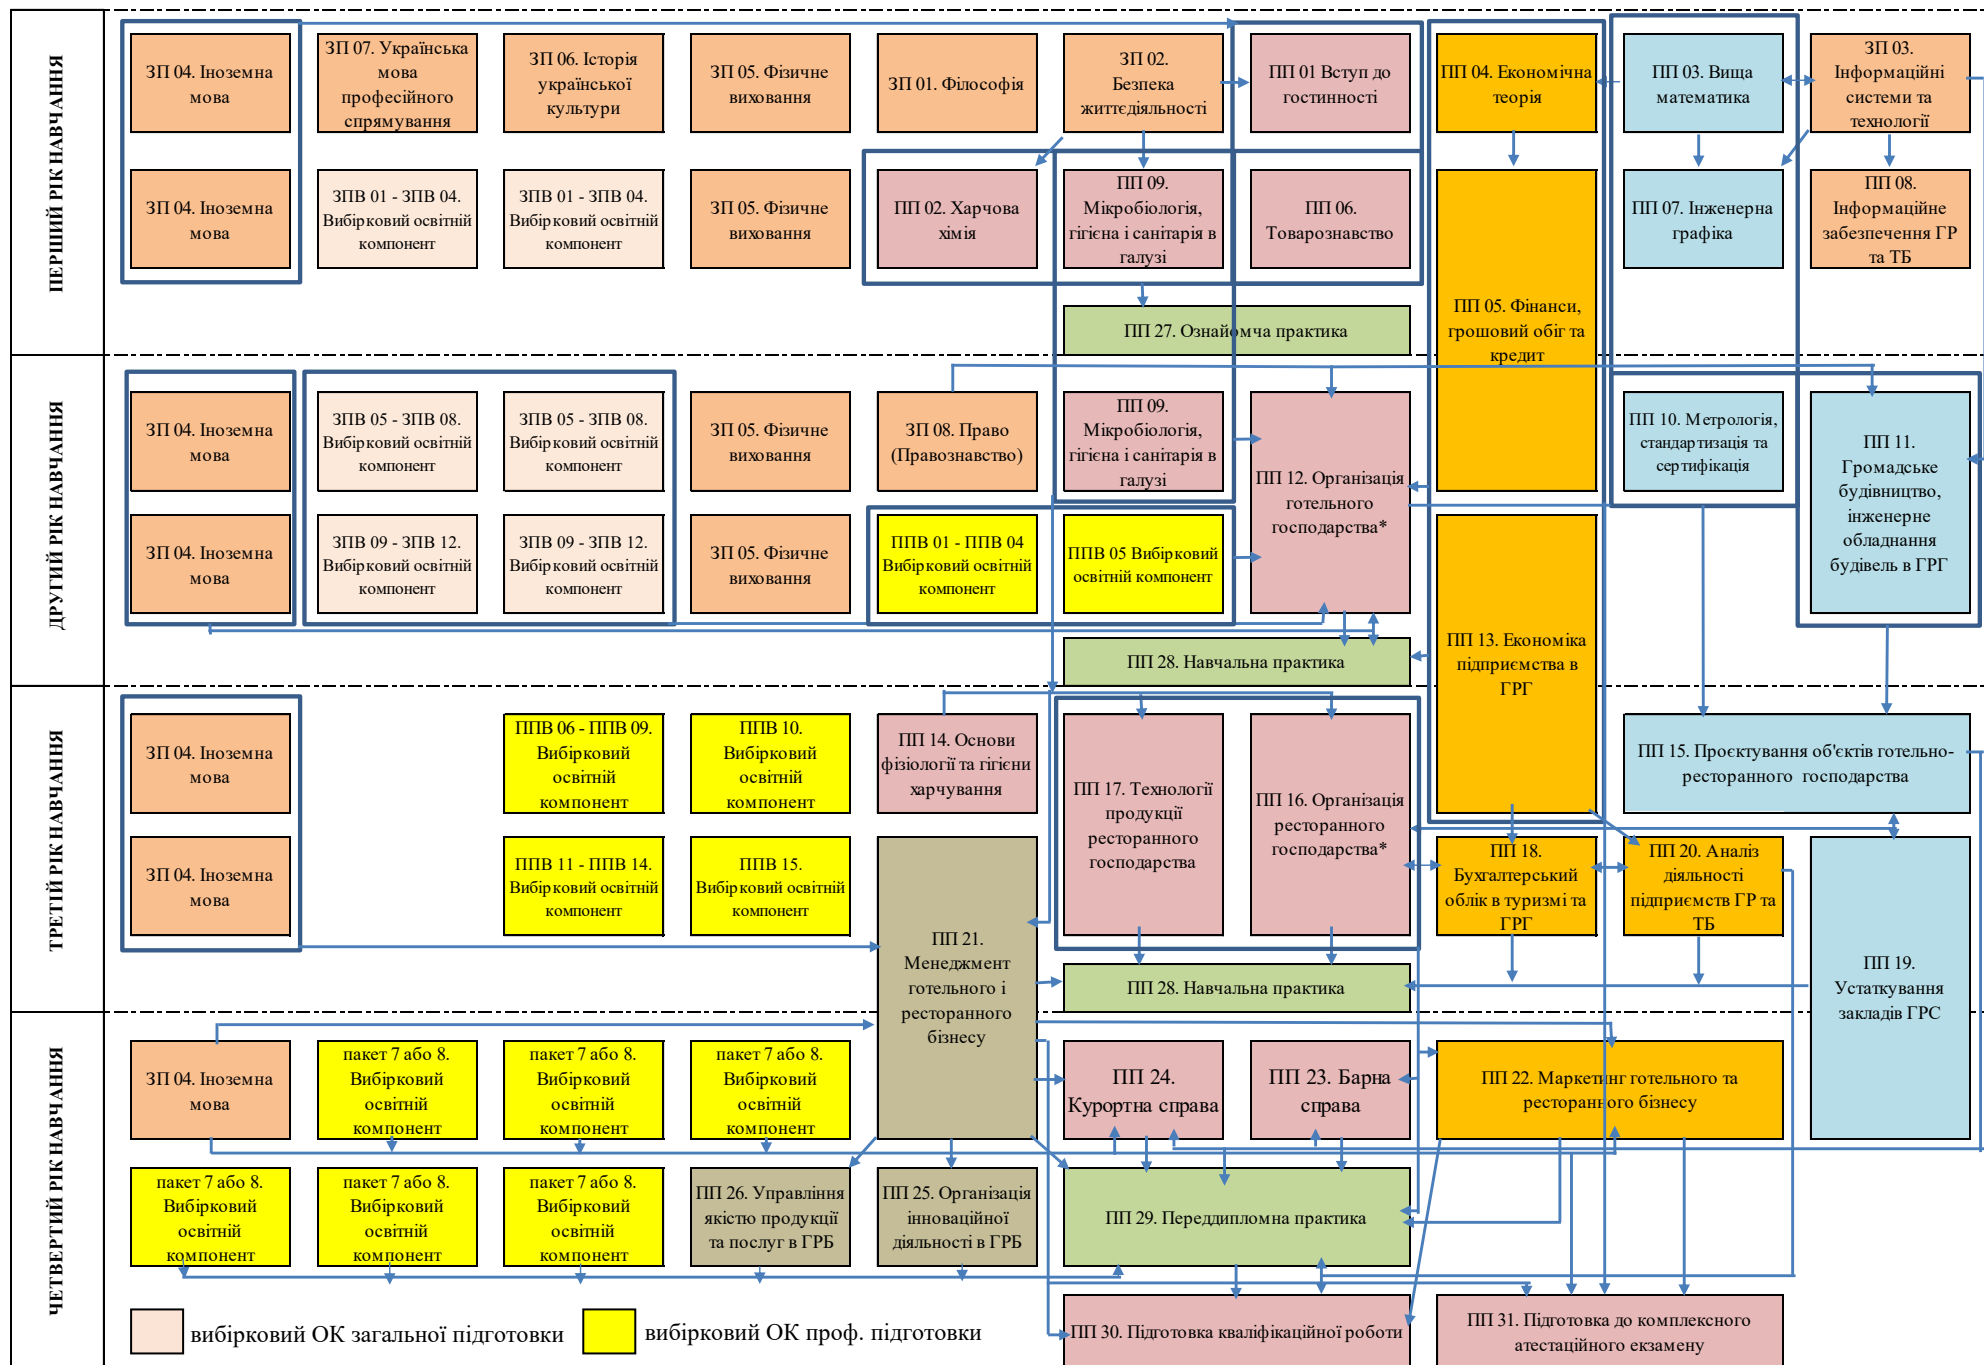 ПЕРШИЙ РІК НАВЧАННЯ
ЗП 04. Іноземна
мова
ЗП 07. Українська
мова
професійного
спрямування
ЗП 06. Історія
української
культури
ЗП 05. Фізичне
виховання
ЗП 01. Філософія
ЗП 02.
Безпека
життєдіяльності
ПП 01 Вступ до
гостинності
ПП 04. Економічна
теорія
ПП 03. Вища
математика
ЗП 03.
Інформаційні
системи та
технології
ЗП 04. Іноземна
мова
ЗПВ 01 - ЗПВ 04.
Вибірковий освітній
компонент
ЗПВ 01 - ЗПВ 04.
Вибірковий освітній
компонент
ЗП 05. Фізичне
виховання
ПП 02. Харчова
хімія
ПП 09.
Мікробіологія,
гігієна і санітарія в
галузі
ПП 06.
Товарознавство
ПП 05. Фінанси,
грошовий обіг та
кредит
ПП 07. Інженерна
графіка
ПП 08.
Інформаційне
забезпечення ГР
та ТБ
ПП 27. Ознайомча практика
ДРУГИЙ РІК НАВЧАННЯ
ЗП 04. Іноземна
мова
ЗПВ 05 - ЗПВ 08.
Вибірковий освітній
компонент
ЗПВ 05 - ЗПВ 08.
Вибірковий освітній
компонент
ЗП 05. Фізичне
виховання
ЗП 08. Право
(Правознавство)
ПП 09.
Мікробіологія,
гігієна і санітарія в
галузі
ПП 12. Організація
готельного
господарства*
ПП 10. Метрологія,
стандартизація та
сертифікація
ПП 11.
Громадське
будівництво,
інженерне
обладнання
будівель в ГРГ
ЗП 04. Іноземна
мова
ЗПВ 09 - ЗПВ 12.
Вибірковий освітній
компонент
ЗПВ 09 - ЗПВ 12.
Вибірковий освітній
компонент
ЗП 05. Фізичне
виховання
ППВ 01 - ППВ 04
Вибірковий освітній
компонент
ППВ 05 Вибірковий
освітній компонент
ПП 13. Економіка
підприємства в
ГРГ
ПП 28. Навчальна практика
ТРЕТІЙ РІК НАВЧАННЯ
ЗП 04. Іноземна
мова
ППВ 06 - ППВ 09.
Вибірковий
освітній
компонент
ППВ 10.
Вибірковий
освітній
компонент
ПП 14. Основи
фізіології та гігієни
харчування
ПП 17. Технології
продукції
ресторанного
господарства
ПП 16. Організація
ресторанного
господарства*
ПП 15. Проєктування об'єктів готельно-
ресторанного господарства
ЗП 04. Іноземна
мова
ППВ 11 - ППВ 14.
Вибірковий освітній
компонент
ППВ 15.
Вибірковий освітній
компонент
ПП 21.
Менеджмент
готельного і
ресторанного
бізнесу
ПП 18.
Бухгалтерський
облік в туризмі та
ГРГ
ПП 20. Аналіз
діяльності
підприємств ГР та
ТБ
ПП 19.
Устаткування
закладів ГРС
ПП 28. Навчальна практика
ЧЕТВЕРТИЙ РІК НАВЧАННЯ
ЗП 04. Іноземна
мова
пакет 7 або 8.
Вибірковий
освітній
компонент
пакет 7 або 8.
Вибірковий
освітній
компонент
пакет 7 або 8.
Вибірковий
освітній
компонент
ПП 24.
Курортна справа
ПП 23. Барна
справа
ПП 22. Маркетинг готельного та
ресторанного бізнесу
пакет 7 або 8.
Вибірковий
освітній
компонент
пакет 7 або 8.
Вибірковий
освітній
компонент
пакет 7 або 8.
Вибірковий
освітній
компонент
ПП 26. Управління
якістю продукції
та послуг в ГРБ
ПП 25. Організація
інноваційної
діяльності в ГРБ
ПП 29. Переддипломна практика
вибірковий ОК загальної підготовки
вибірковий ОК проф. підготовки
ПП 30. Підготовка кваліфікаційної роботи
ПП 31. Підготовка до комплексного
атестаційного екзамену